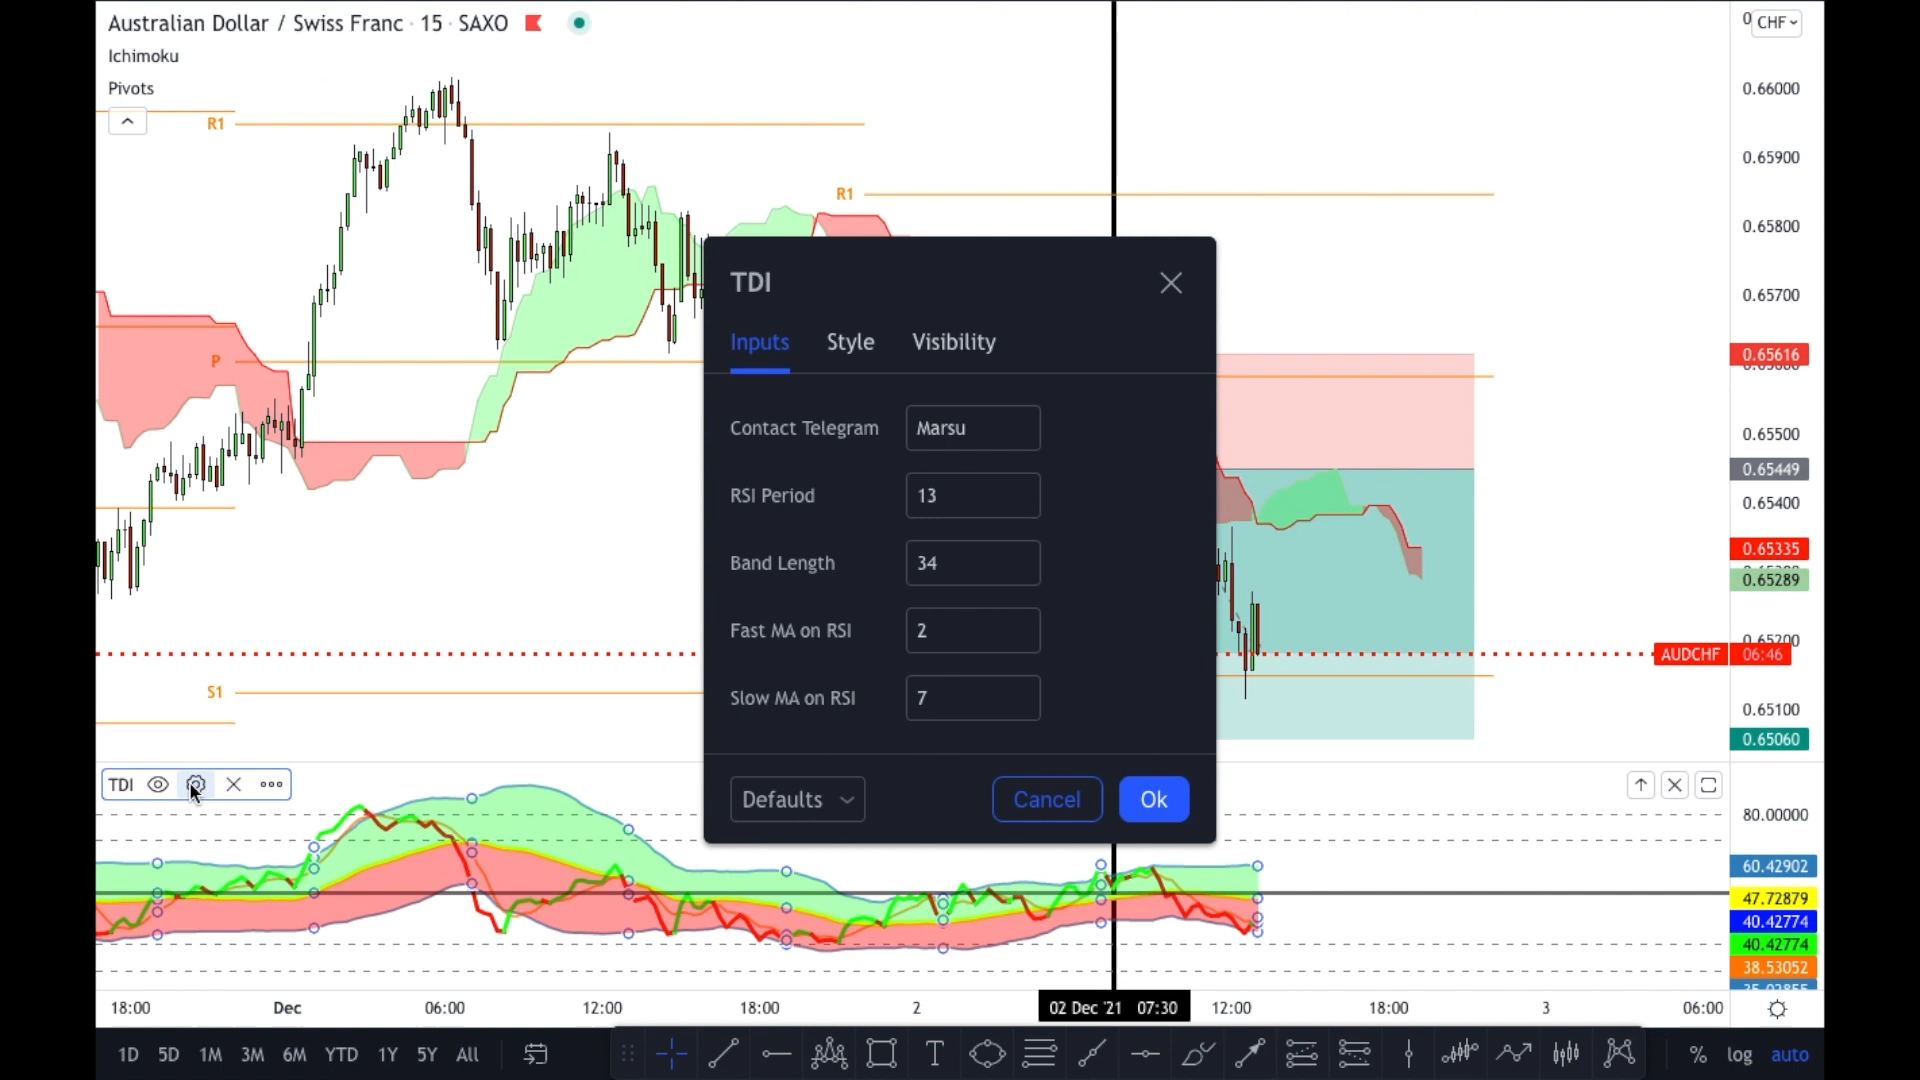 Australian Dollar / Swiss Franc · 15 · SAXO
Ichimoku
Pivots
CHF
0.66000
0.65900
0.65800
0.65700
0.65616
0.65500
0.65449
0.65400
0.65335
0.65289
0.65200
AUDCHF 06:46
0.65100
0.65060
R1
R1
P
S1
TDI
Inputs Style Visibility
Contact Telegram Marsu
RSI Period 13
Band Length 34
Fast MA on RSI 2
Slow MA on RSI 7
Defaults Cancel Ok
TDI
80.00000
60.42902
47.72879
40.42774
40.42774
38.53052
18:00 Dec 06:00 12:00 18:00 2 02 Dec '21 07:30 12:00 18:00 3 06:00
1D 5D 1M 3M 6M YTD 1Y 5Y All % log auto